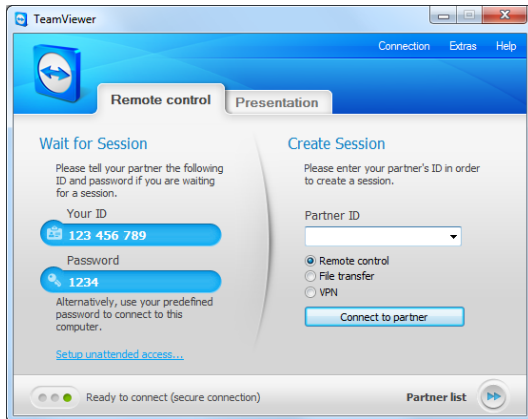 TeamViewer
Connection Extras Help
Remote control Presentation
Wait for Session
Please tell your partner the following
ID and password if you are waiting
for a session.
Your ID
123 456 789
Password
1234
Alternatively, use your predefined
password to connect to this
computer.
Setup unattended access...
Create Session
Please enter your partner's ID in order
to create a session.
Partner ID
Remote control
File transfer
VPN
Connect to partner
Ready to connect (secure connection)
Partner list